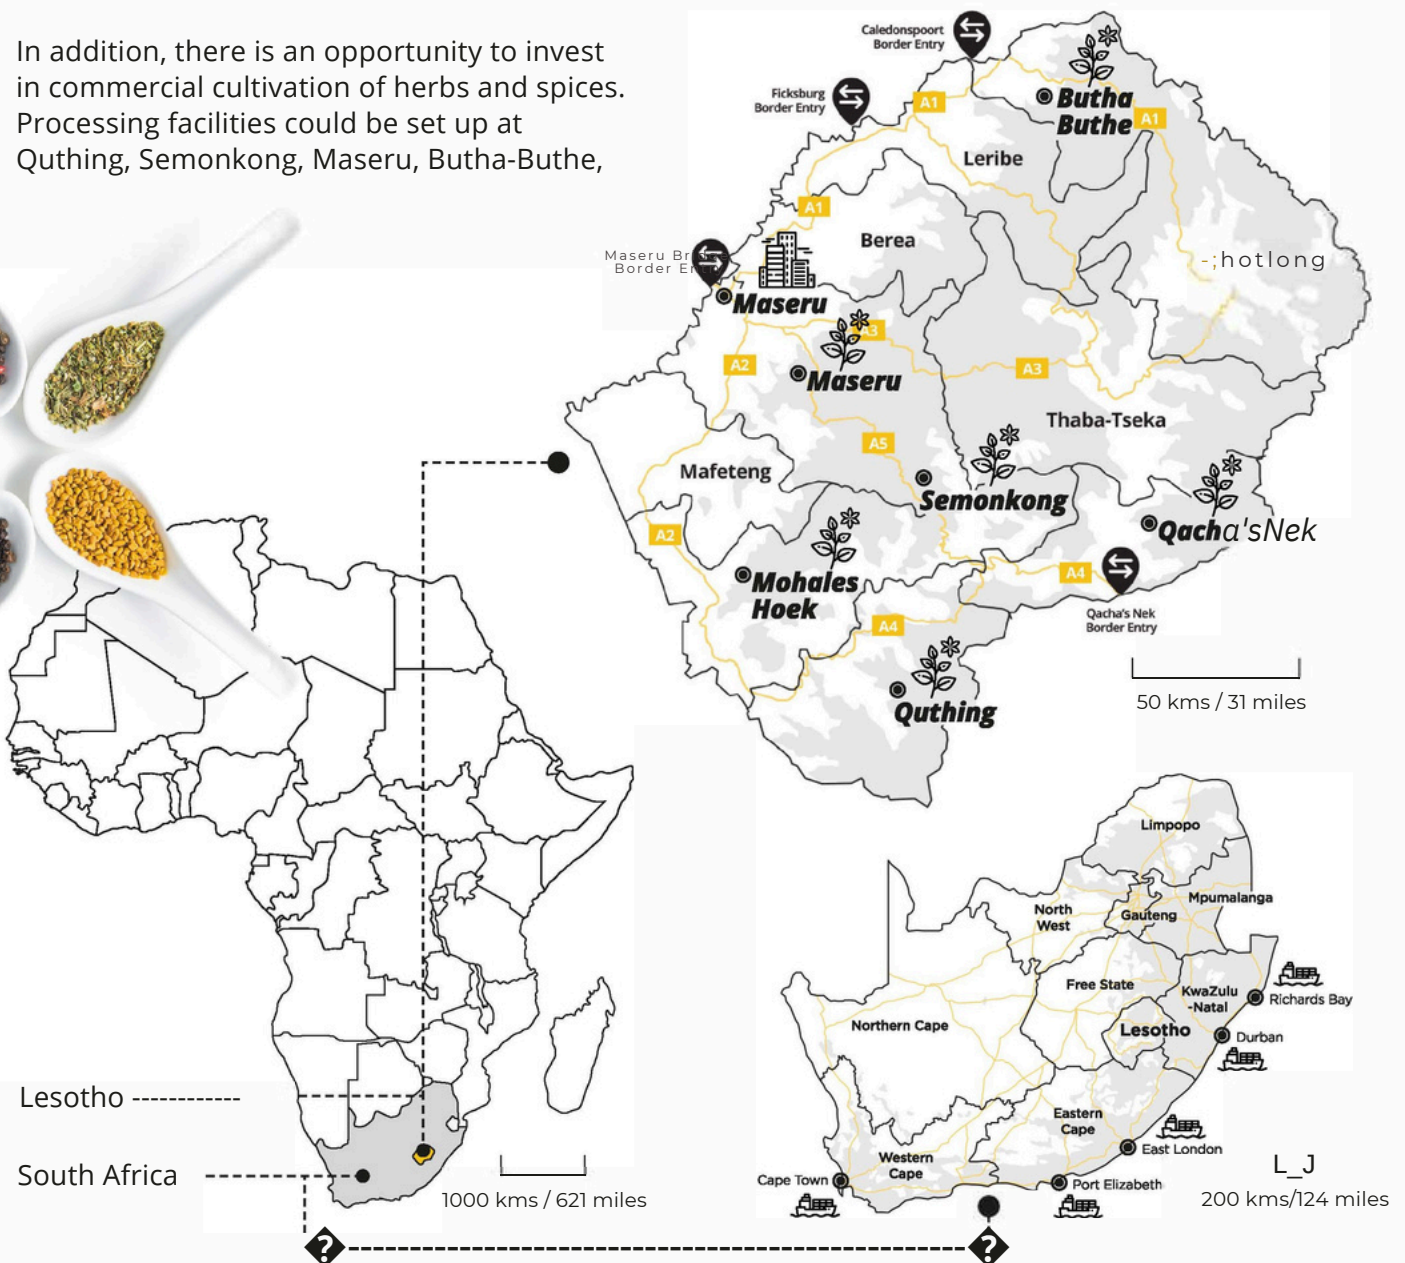 In addition, there is an opportunity to invest
in commercial cultivation of herbs and spices.
Processing facilities could be set up at
Quthing, Semonkong, Maseru, Butha-Buthe,
Caledonspoort
Border Entry
Ficksburg
Border Entry
A1
Butha
Buthe
A1
Leribe
A1
Berea
Maseru
Border
-;hotlong
Maseru
A3
A2
Maseru
A3
Thaba-Tseka
A5
Mafeteng
Semonkong
Qacha'sNek
A2
Mohales
Hoek
A4
Qacha's Nek
Border Entry
A4
Quthing
50 kms / 31 miles
Limpopo
Mpumalanga
North
West
Gauteng
Free State
KwaZulu
-Natal
Richards Bay
Northern Cape
Lesotho
Durban
Eastern
Cape
East London
Western
Cape
Cape Town
Port Elizabeth
L_J
200 kms/124 miles
Lesotho ------------
South Africa
1000 kms / 621 miles
?
?